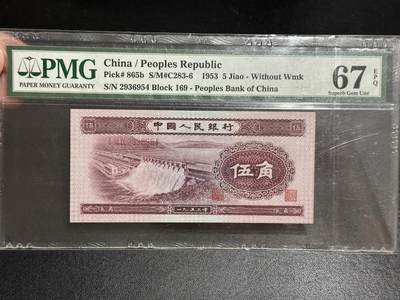 PMG
PAPER MONEY GUARANTY
China / Peoples Republic
Pick# 865b S/M#C283-6 1953 5 Jiao - Without Wmk
S/N 2936954 Block 169 - Peoples Bank of China
67 EPQ
Superb Gem Unc
中國人民銀行
伍角
一九五三年